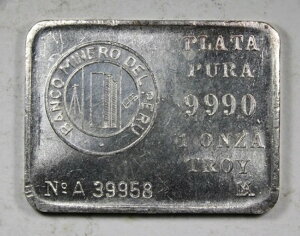 BANCO MINERO DEL PERU
PLATA
PURA
9990
1 ONZA
TROY
Nº A 39958